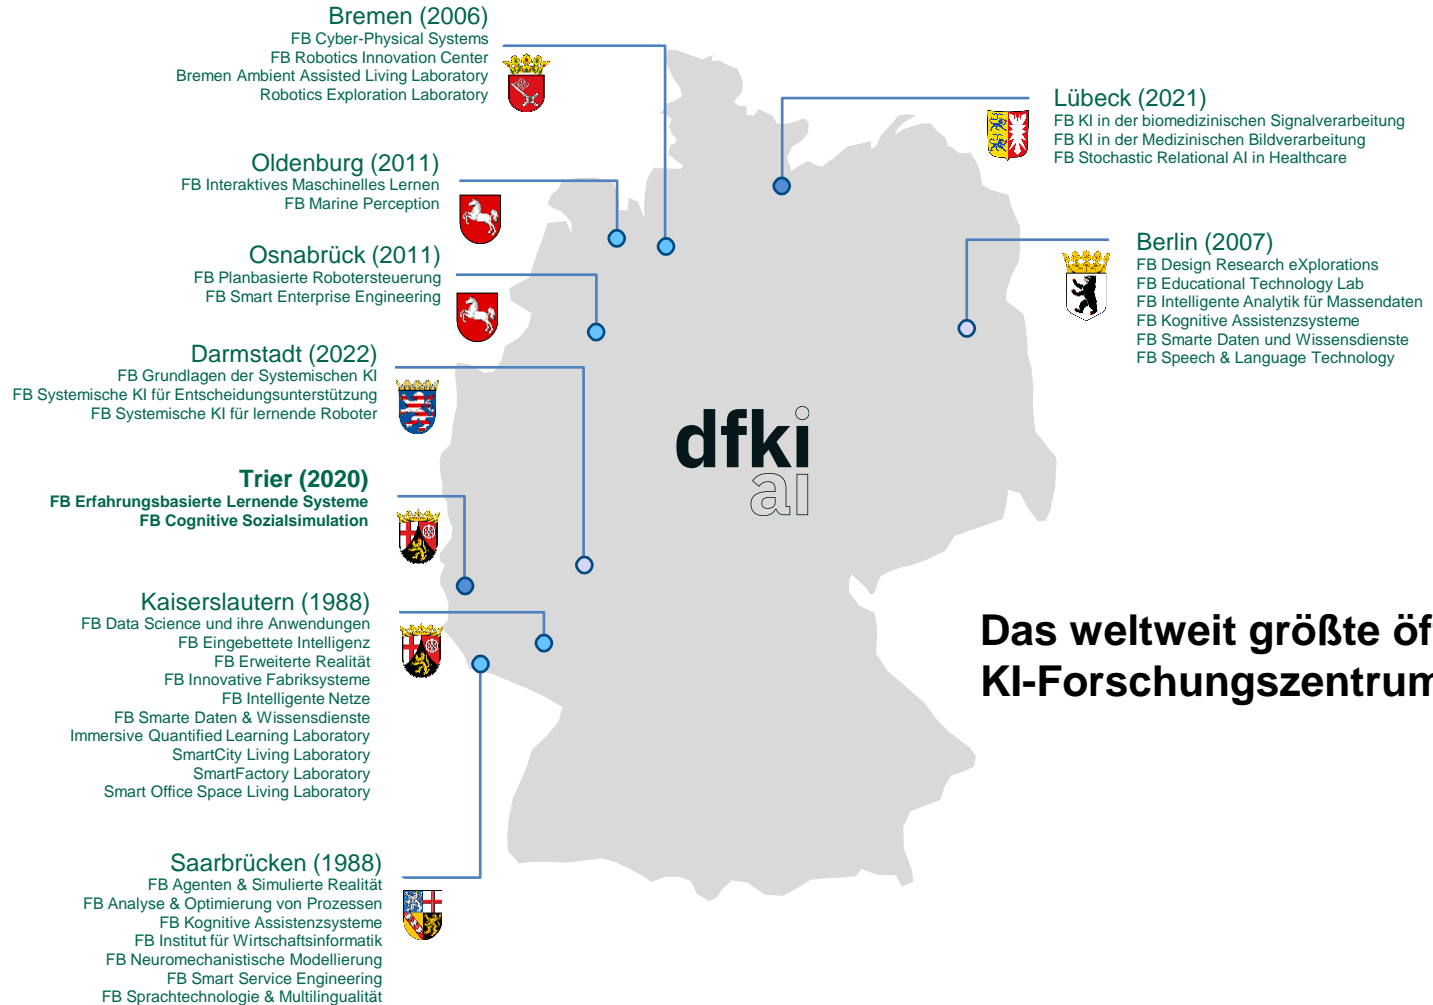 Bremen (2006)
FB Cyber-Physical Systems
FB Robotics Innovation Center
Bremen Ambient Assisted Living Laboratory
Robotics Exploration Laboratory
Oldenburg (2011)
FB Interaktives Maschinelles Lernen
FB Marine Perception
Osnabrück (2011)
FB Planbasierte Robotersteuerung
FB Smart Enterprise Engineering
Darmstadt (2022)
FB Grundlagen der Systemischen KI
FB Systemische KI für Entscheidungsunterstützung
FB Systemische KI für lernende Roboter
Trier (2020)
FB Erfahrungsbasierte Lernende Systeme
FB Cognitive Sozialsimulation
Kaiserslautern (1988)
FB Data Science und ihre Anwendungen
FB Eingebettete Intelligenz
FB Erweiterte Realität
FB Innovative Fabriksysteme
FB Intelligente Netze
FB Smarte Daten & Wissensdienste
Immersive Quantified Learning Laboratory
SmartCity Living Laboratory
SmartFactory Laboratory
Smart Office Space Living Laboratory
Saarbrücken (1988)
FB Agenten & Simulierte Realität
FB Analyse & Optimierung von Prozessen
FB Kognitive Assistenzsysteme
FB Institut für Wirtschaftsinformatik
FB Neuromechanistische Modellierung
FB Smart Service Engineering
FB Sprachtechnologie & Multilingualität
dfki
ai
Lübeck (2021)
FB KI in der biomedizinischen Signalverarbeitung
FB KI in der Medizinischen Bildverarbeitung
FB Stochastic Relational AI in Healthcare
Berlin (2007)
FB Design Research eXplorations
FB Educational Technology Lab
FB Intelligente Analytik für Massendaten
FB Kognitive Assistenzsysteme
FB Smarte Daten und Wissensdienste
FB Speech & Language Technology
Das weltweit größte
KI-Forschungszentrum